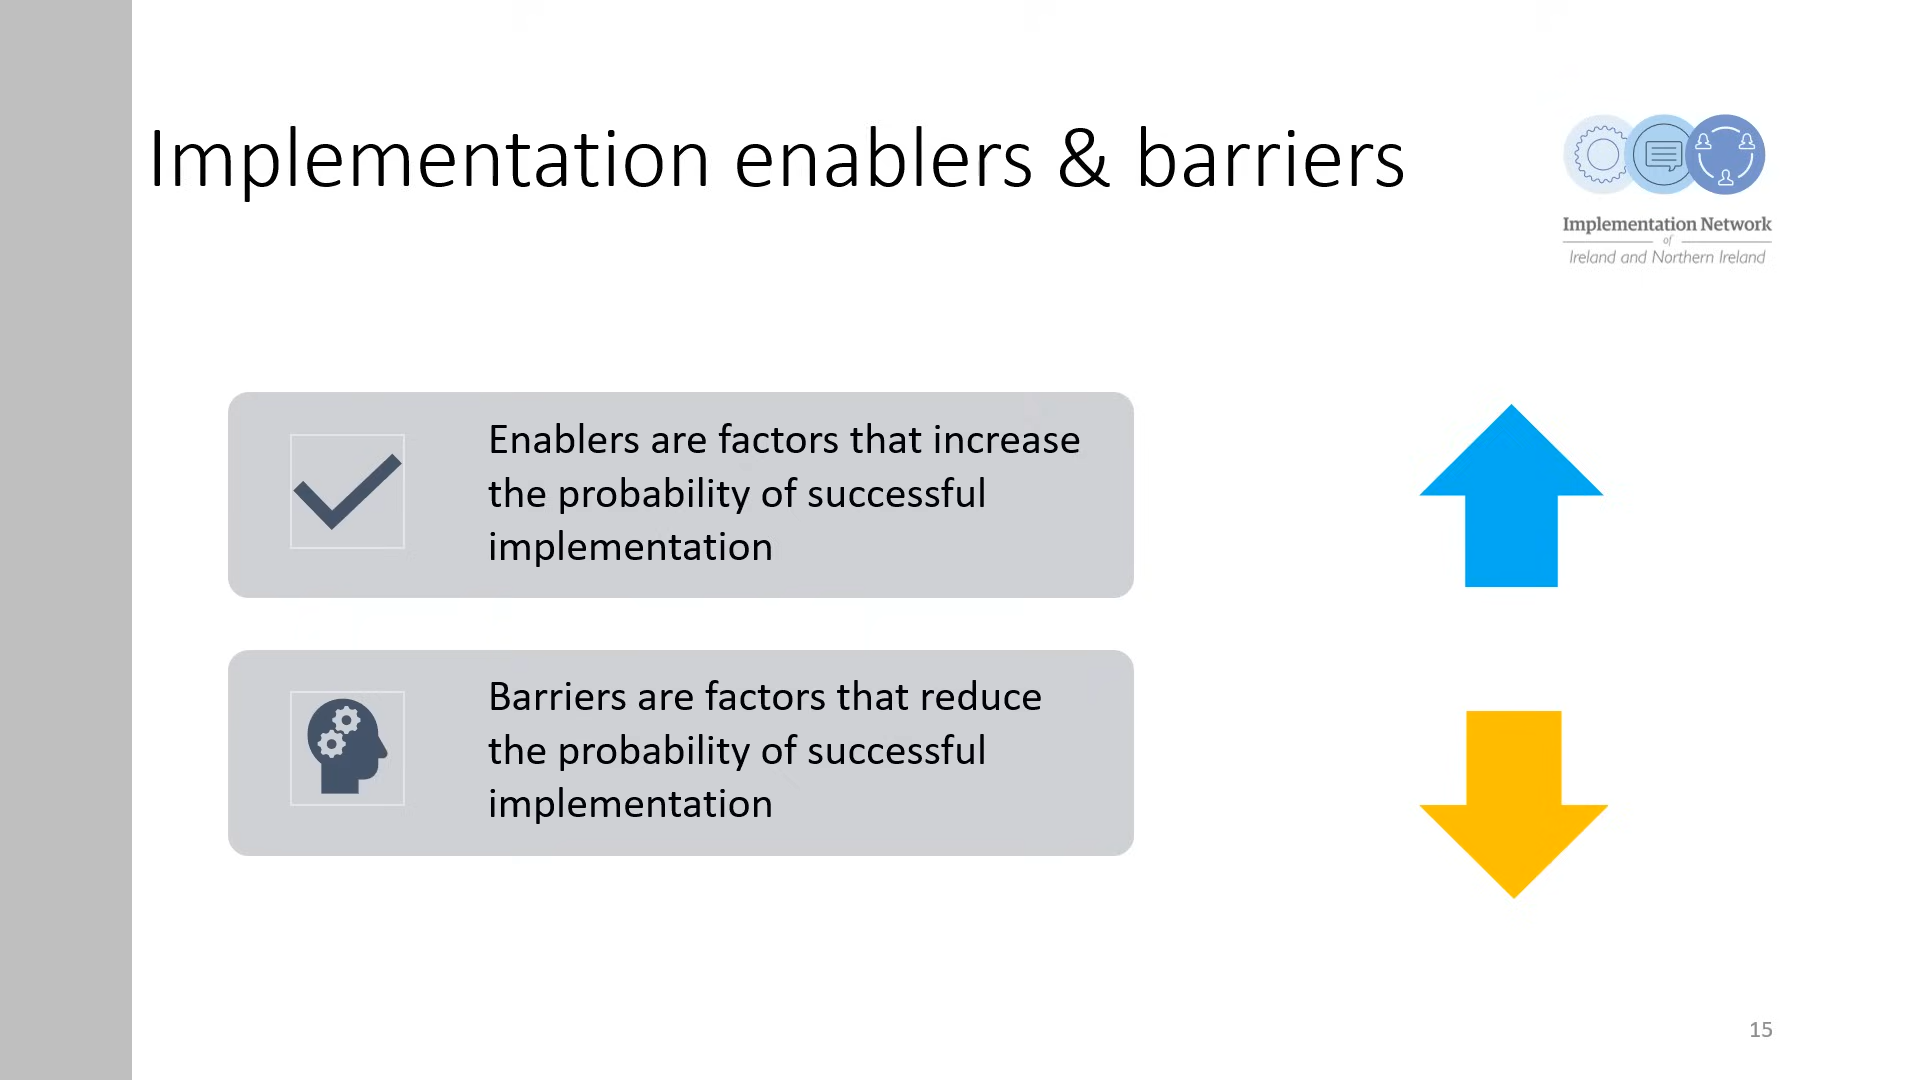 Implementation enablers & barriers
Implementation Network
of
Ireland and Northern Ireland
Enablers are factors that increase
the probability of successful
implementation
Barriers are factors that reduce
the probability of successful
implementation
15